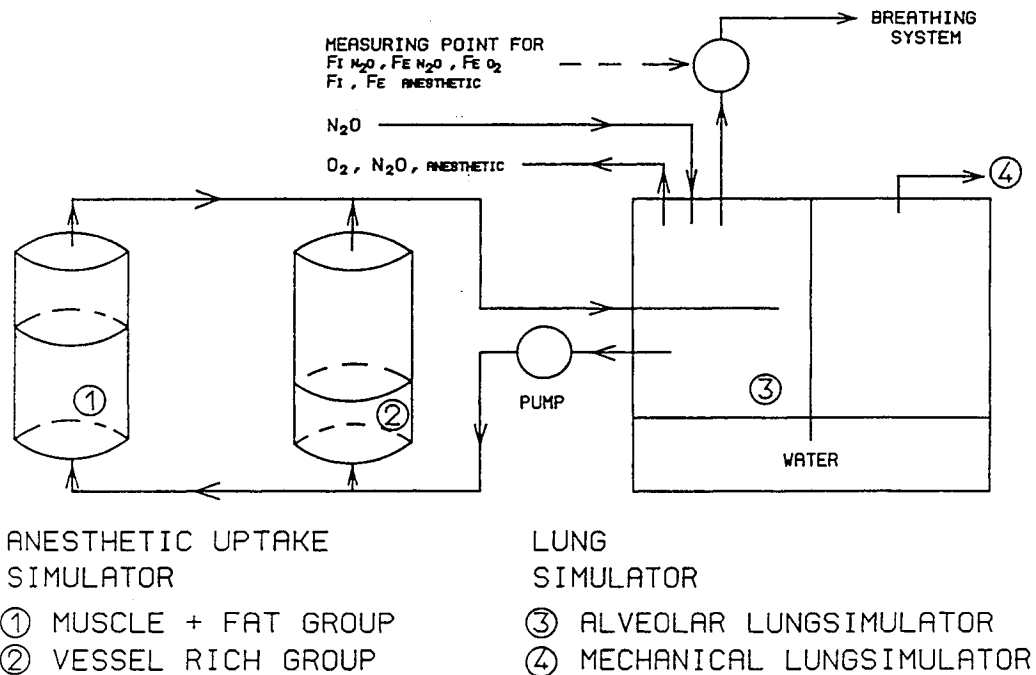 BREATHING
SYSTEM
MEASURING POINT FOR
FI N₂O, FE N₂O, FE O₂
FI, FE ANESTHETIC
N₂O
O₂, N₂O, ANESTHETIC
④
①
②
PUMP
③
WATER
ANESTHETIC UPTAKE
SIMULATOR
① MUSCLE + FAT GROUP
② VESSEL RICH GROUP
LUNG
SIMULATOR
③ ALVEOLAR LUNGSIMULATOR
④ MECHANICAL LUNGSIMULATOR